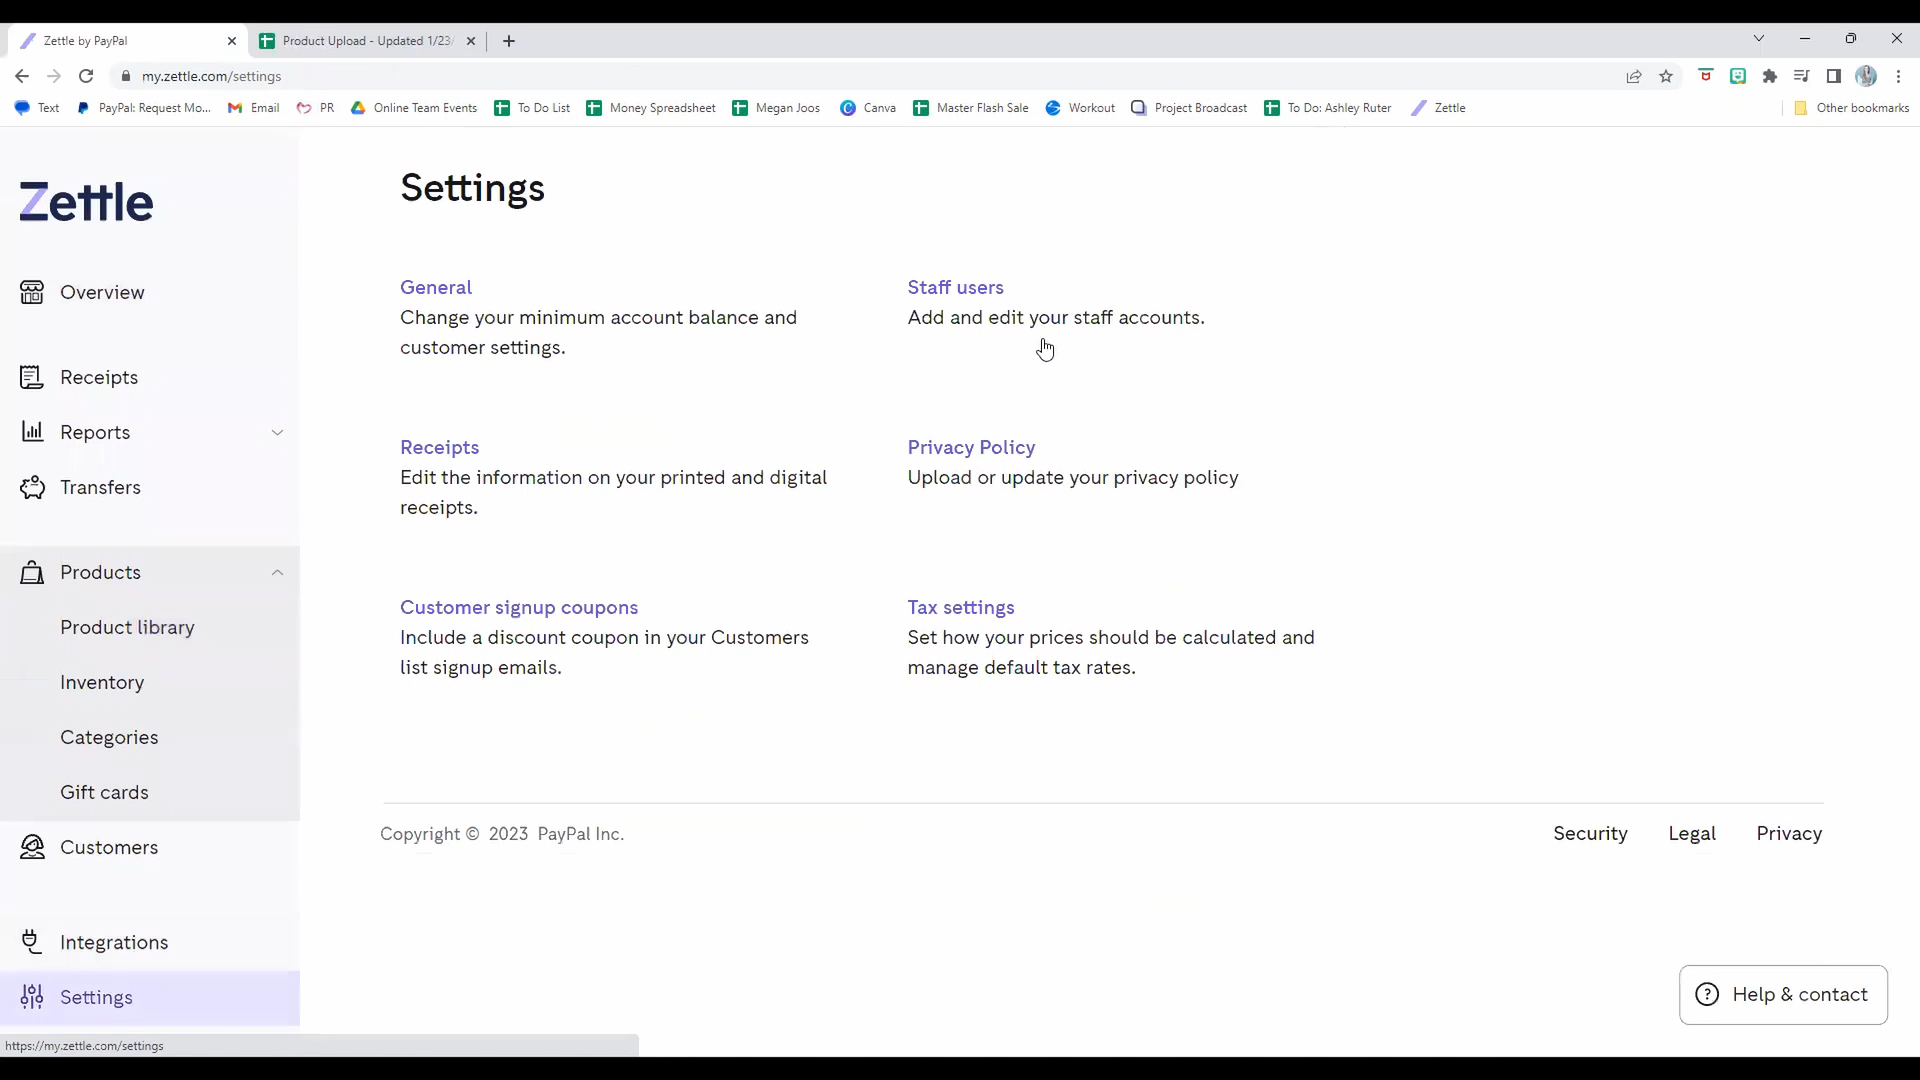 Zettle by PayPal
Product Upload - Updated 1/23/
my.zettle.com/settings
Text
PayPal: Request Mo...
Email
PR
Online Team Events
To Do List
Money Spreadsheet
Megan Joos
Canva
Master Flash Sale
Workout
Project Broadcast
To Do: Ashley Ruter
Zettle
Other bookmarks
Zettle
Overview
Receipts
Reports
Transfers
Products
Product library
Inventory
Categories
Gift cards
Customers
Integrations
Settings
Settings
General
Change your minimum account balance and
customer settings.
Staff users
Add and edit your staff accounts.
Receipts
Edit the information on your printed and digital
receipts.
Privacy Policy
Upload or update your privacy policy
Customer signup coupons
Include a discount coupon in your Customers
list signup emails.
Tax settings
Set how your prices should be calculated and
manage default tax rates.
Copyright © 2023 PayPal Inc.
Security
Legal
Privacy
Help & contact
https://my.zettle.com/settings